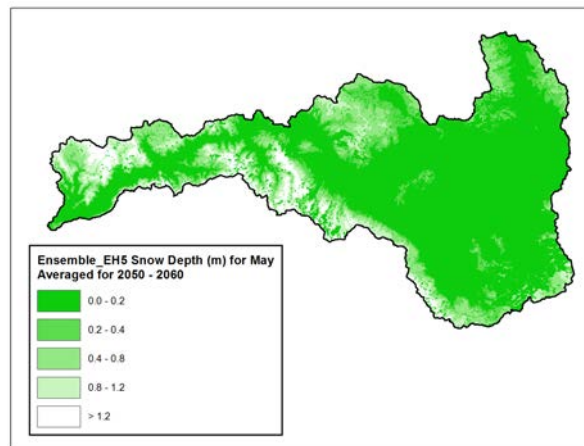 Ensemble_EH5 Snow Depth (m) for May
Averaged for 2050 - 2060
0.0 - 0.2
0.2 - 0.4
0.4 - 0.8
0.8 - 1.2
> 1.2